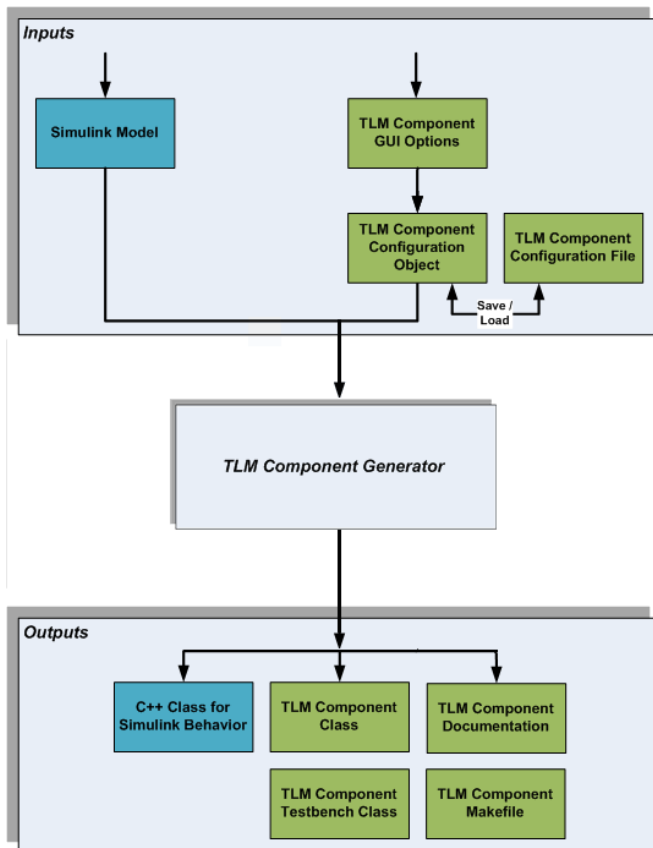 Inputs
Simulink Model
TLM Component
GUI Options
TLM Component
Configuration
Object
TLM Component
Configuration File
Save /
Load
TLM Component Generator
Outputs
C++ Class for
Simulink Behavior
TLM Component
Class
TLM Component
Documentation
TLM Component
Testbench Class
TLM Component
Makefile